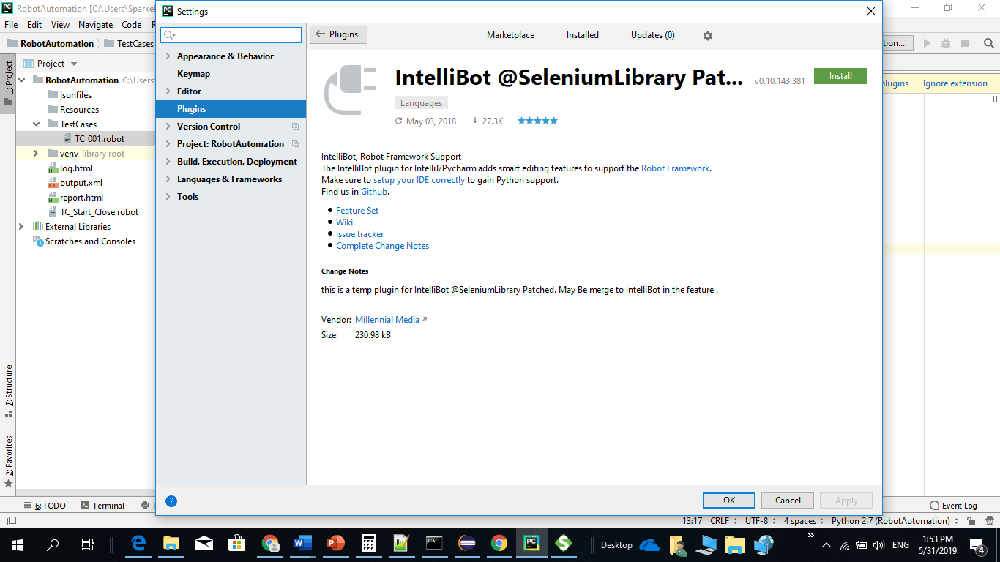 RobotAutomation [C:\Users\Sparke
Settings
File Edit View Navigate Code
RobotAutomation TestCases
1: Project
Project
RobotAutomation C:\Users\
jsonfiles
Resources
TestCases
TC_001.robot
venv library root
log.html
output.xml
report.html
TC_Start_Close.robot
External Libraries
Scratches and Consoles
7: Structure
2: Favorites
Appearance & Behavior
Keymap
Editor
Plugins
Version Control
Project: RobotAutomation
Build, Execution, Deployment
Languages & Frameworks
Tools
Plugins
Marketplace Installed Updates (0)
IntelliBot @SeleniumLibrary Pat... v0.10.143.381 Install
Languages
May 03, 2018 27.3K
IntelliBot, Robot Framework Support
The IntelliBot plugin for IntelliJ/Pycharm adds smart editing features to support the Robot Framework.
Make sure to setup your IDE correctly to gain Python support.
Find us in Github.
Feature Set
Wiki
Issue tracker
Complete Change Notes
Change Notes
this is a temp plugin for IntelliBot @SeleniumLibrary Patched. May Be merge to IntelliBot in the feature .
Vendor: Millennial Media
Size: 230.98 kB
OK Cancel Apply
tion...
plugins Ignore extension
6: TODO Terminal
Event Log
13:17 CRLF UTF-8 4 spaces Python 2.7 (RobotAutomation)
Desktop
ENG
1:53 PM
5/31/2019
4